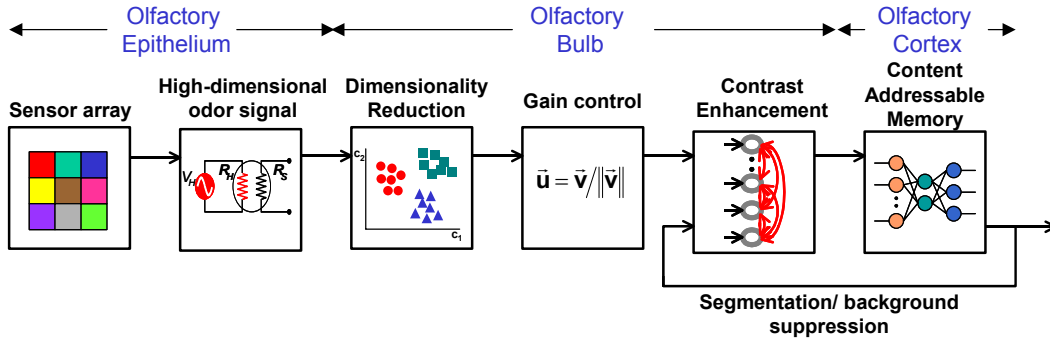 Olfactory
Epithelium
Olfactory
Bulb
Olfactory
Cortex
Sensor array
High-dimensional
odor signal
Dimensionality
Reduction
Gain control
Contrast
Enhancement
Content
Addressable
Memory
V_H
R_H
R_S
c_2
c_1
u⃗ = v⃗/‖v⃗‖
Segmentation/ background
suppression